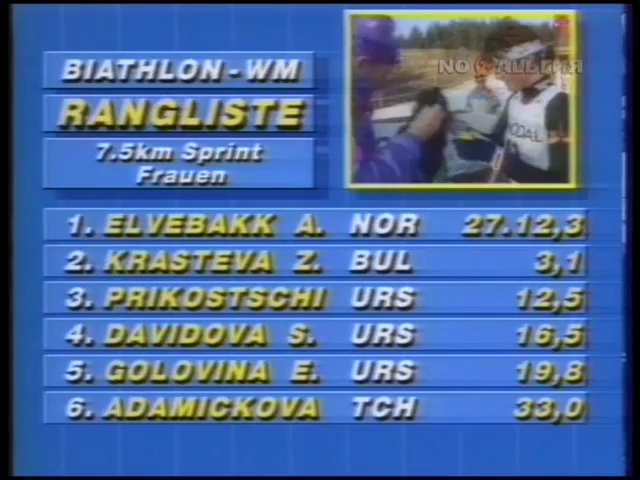 BIATHLON-WM
RANGLISTE
7.5km Sprint
Frauen
1. ELVEBAKK A. NOR 27.12,3
2. KRASTEVA Z. BUL 3,1
3. PRIKOSTSCHI URS 12,5
4. DAVIDOVA S. URS 16,5
5. GOLOVINA E. URS 19,8
6. ADAMICKOVA TCH 33,0